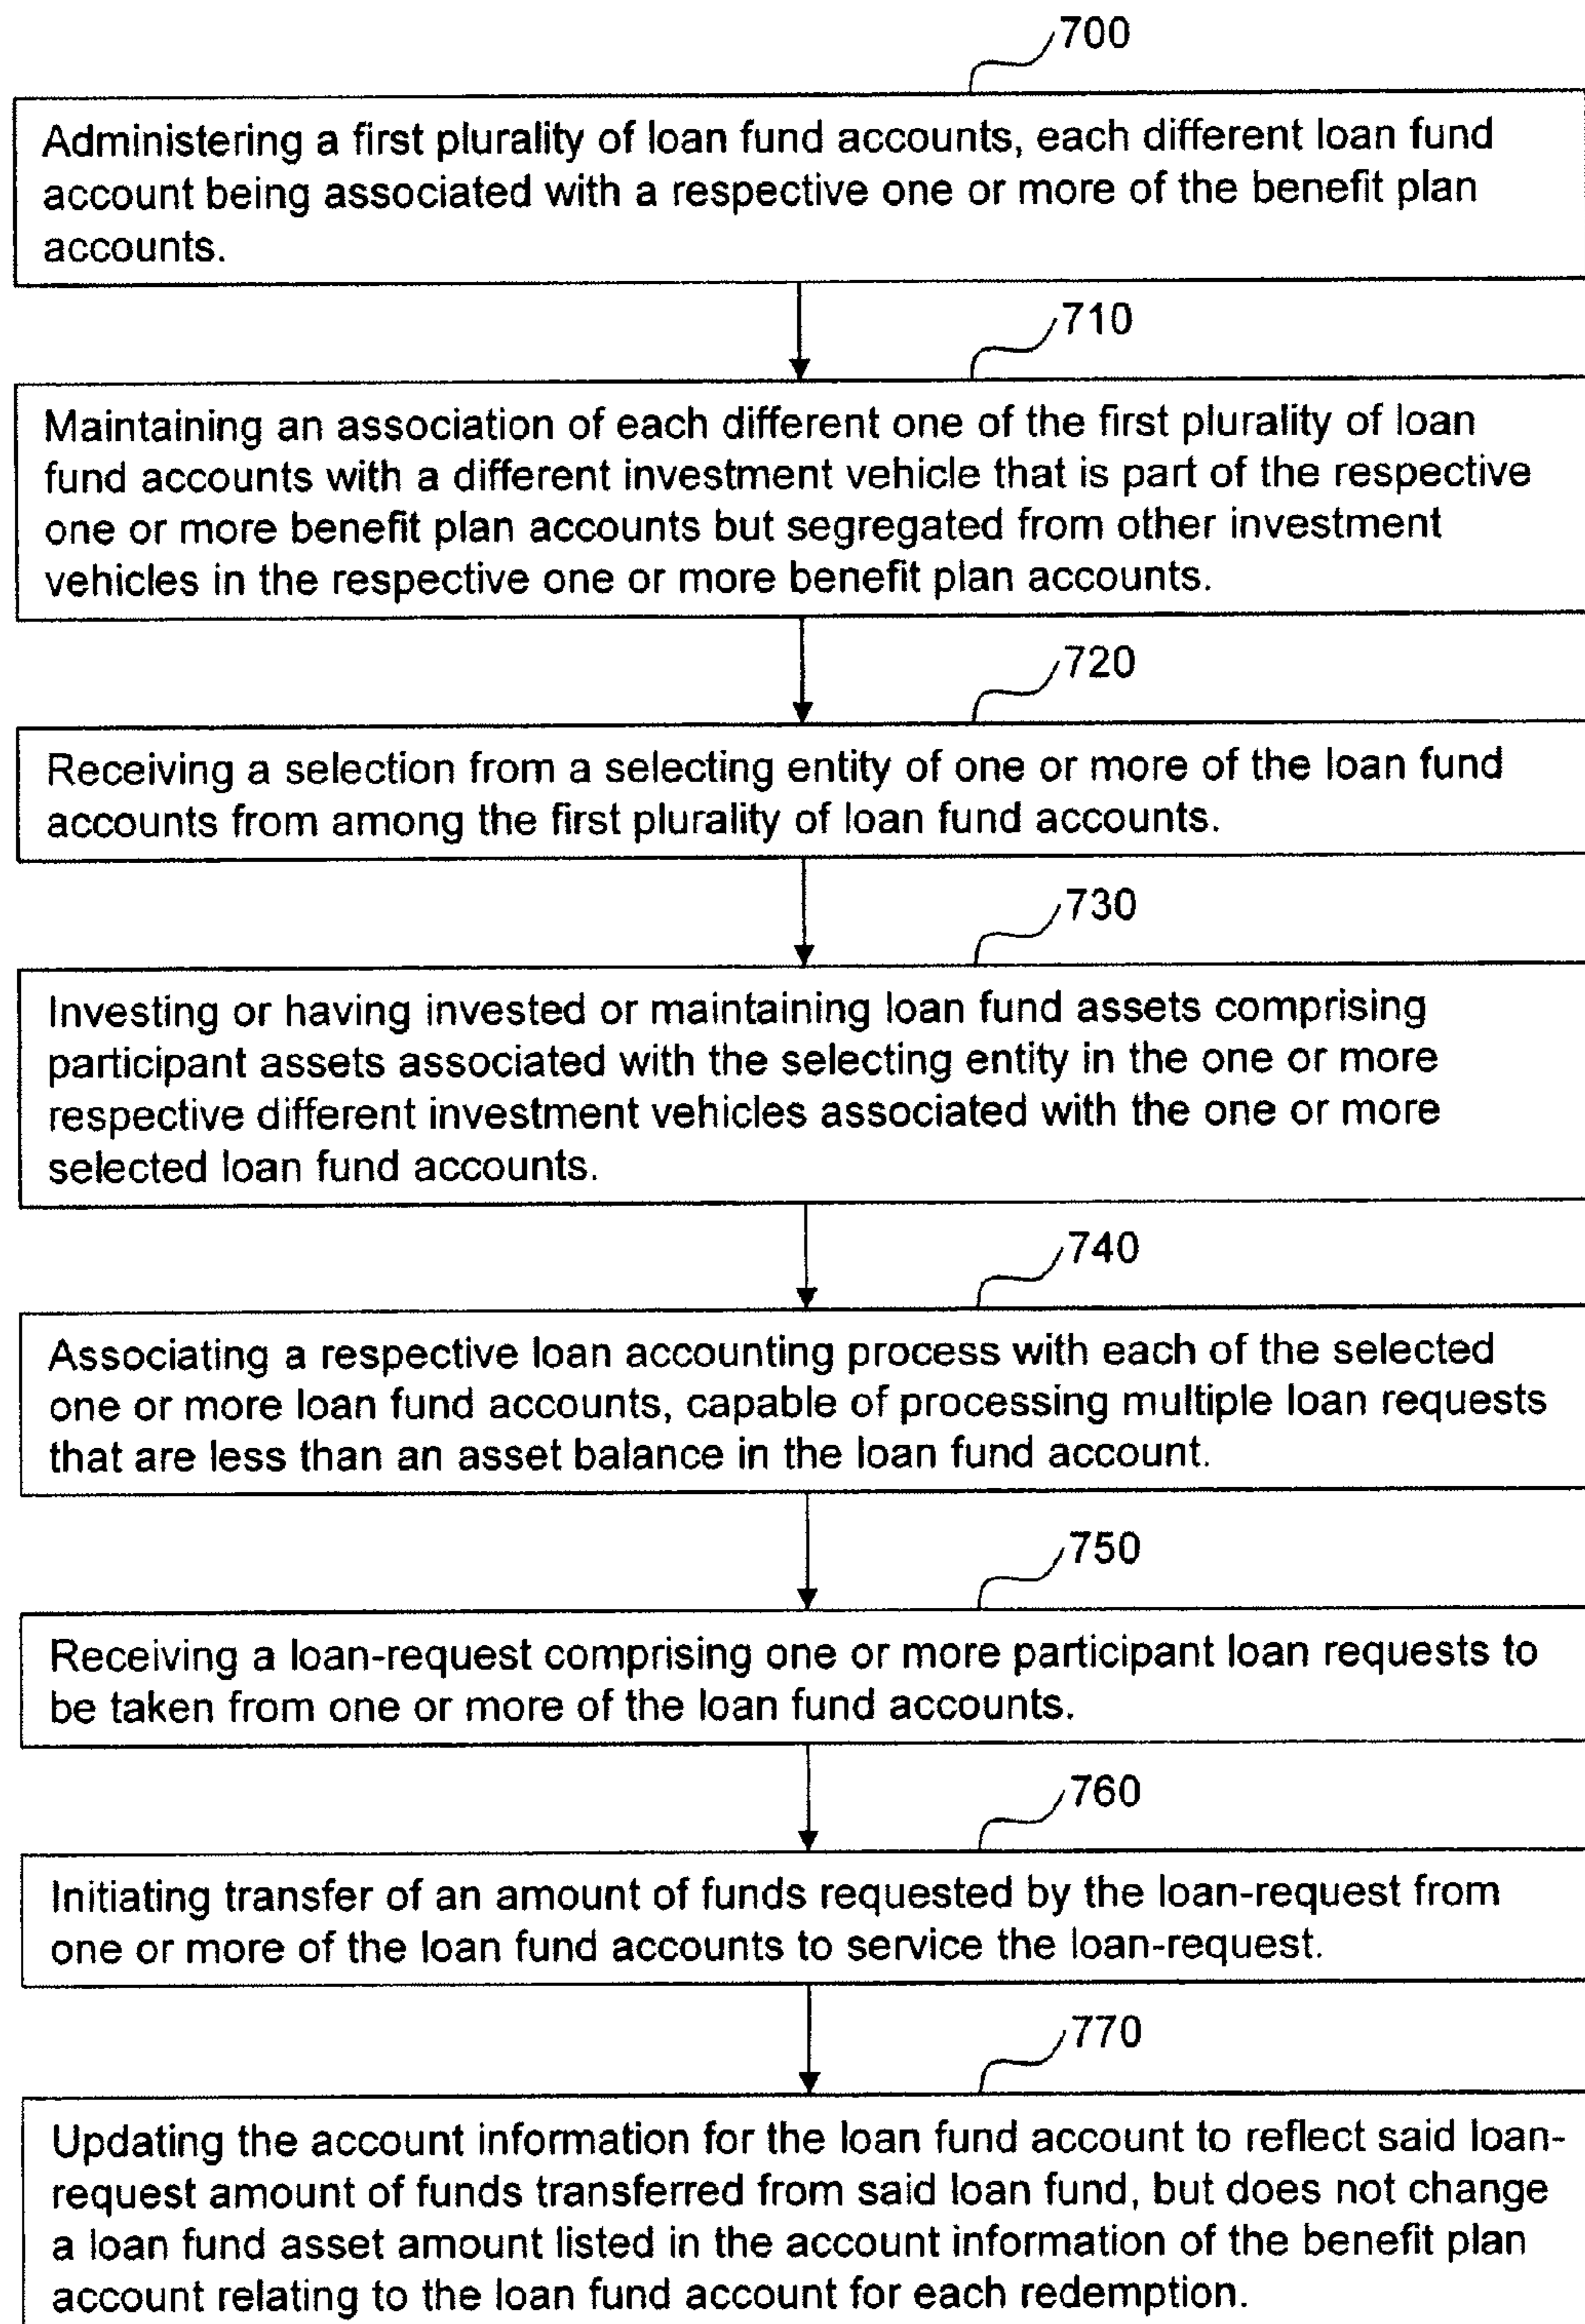 700
Administering a first plurality of loan fund accounts, each different loan fund
account being associated with a respective one or more of the benefit plan
accounts.
710
Maintaining an association of each different one of the first plurality of loan
fund accounts with a different investment vehicle that is part of the respective
one or more benefit plan accounts but segregated from other investment
vehicles in the respective one or more benefit plan accounts.
720
Receiving a selection from a selecting entity of one or more of the loan fund
accounts from among the first plurality of loan fund accounts.
730
Investing or having invested or maintaining loan fund assets comprising
participant assets associated with the selecting entity in the one or more
respective different investment vehicles associated with the one or more
selected loan fund accounts.
740
Associating a respective loan accounting process with each of the selected
one or more loan fund accounts, capable of processing multiple loan requests
that are less than an asset balance in the loan fund account.
750
Receiving a loan-request comprising one or more participant loan requests to
be taken from one or more of the loan fund accounts.
760
Initiating transfer of an amount of funds requested by the loan-request from
one or more of the loan fund accounts to service the loan-request.
770
Updating the account information for the loan fund account to reflect said loan-
request amount of funds transferred from said loan fund, but does not change
a loan fund asset amount listed in the account information of the benefit plan
account relating to the loan fund account for each redemption.